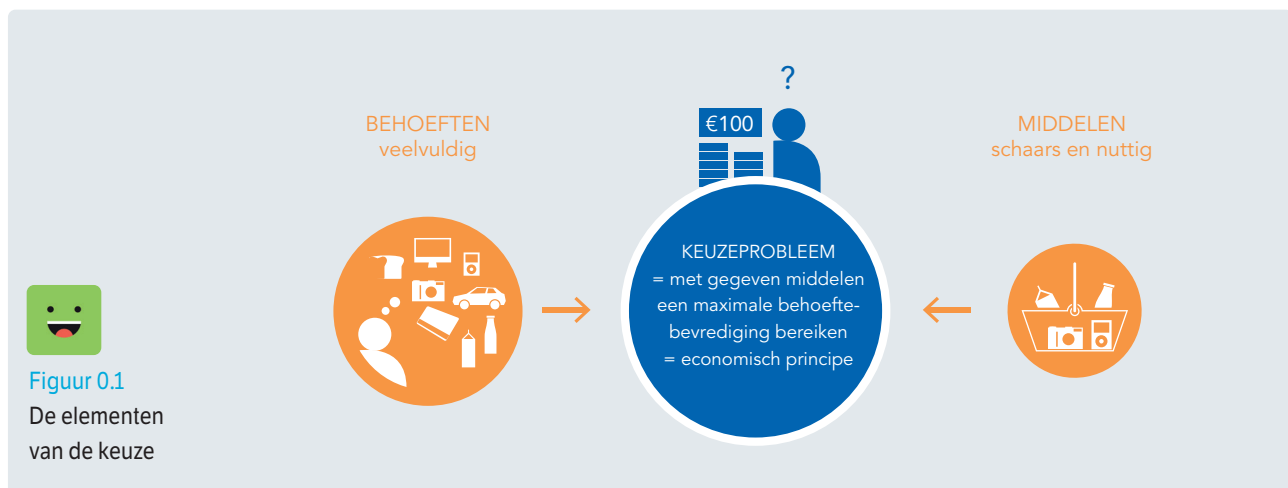 BEHOEFTEN
veelvuldig
?
€100
MIDDELEN
schaars en nuttig
KEUZEPROBLEEM
= met gegeven middelen
een maximale behoefte-
bevrediging bereiken
= economisch principe
Figuur 0.1
De elementen
van de keuze